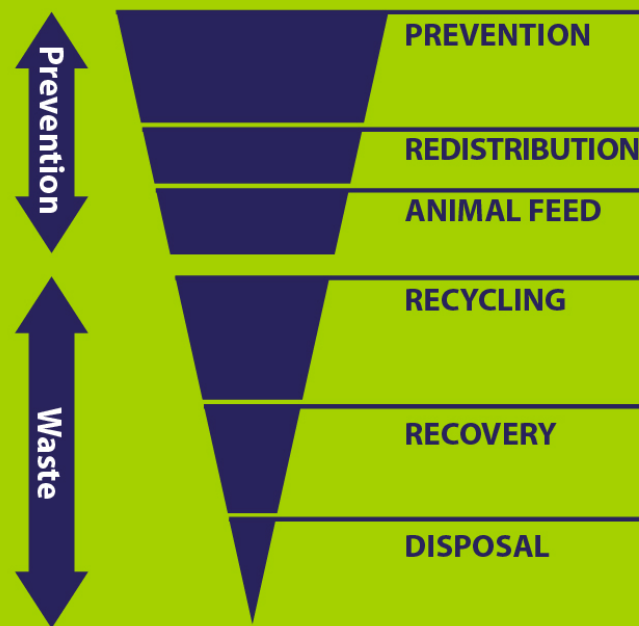 Prevention
PREVENTION
REDISTRIBUTION
ANIMAL FEED
Waste
RECYCLING
RECOVERY
DISPOSAL